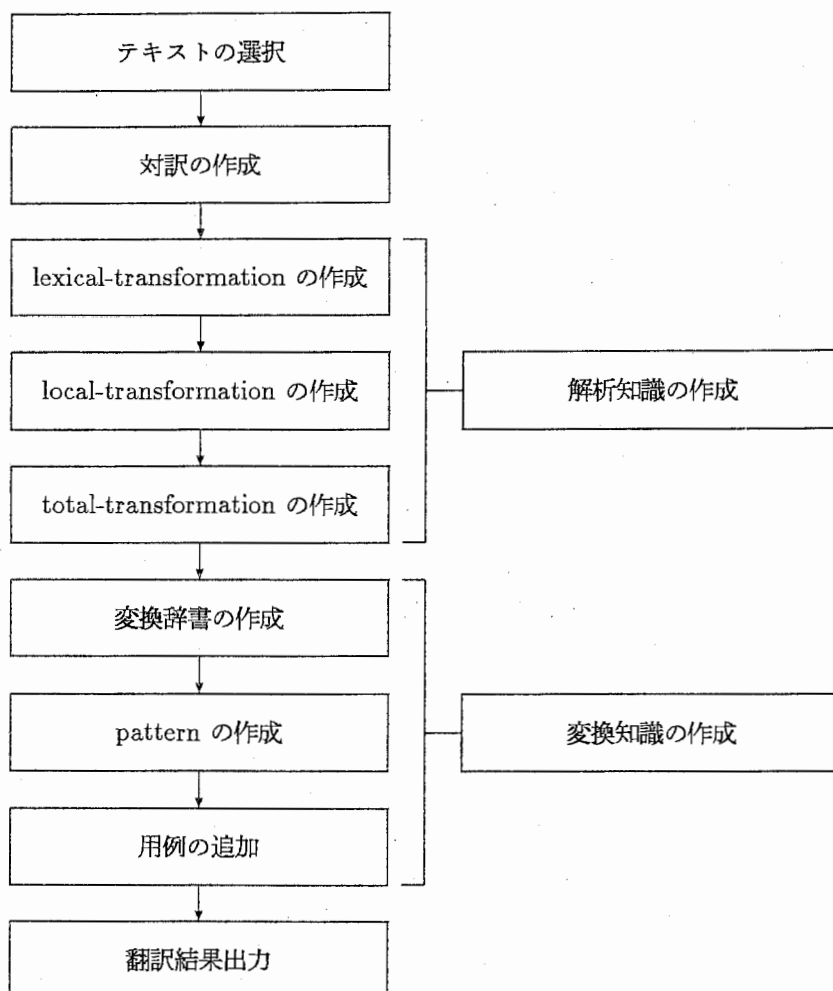 テキストの選択
対訳の作成
lexical-transformation の作成
local-transformation の作成
解析知識の作成
total-transformation の作成
変換辞書の作成
pattern の作成
変換知識の作成
用例の追加
翻訳結果出力